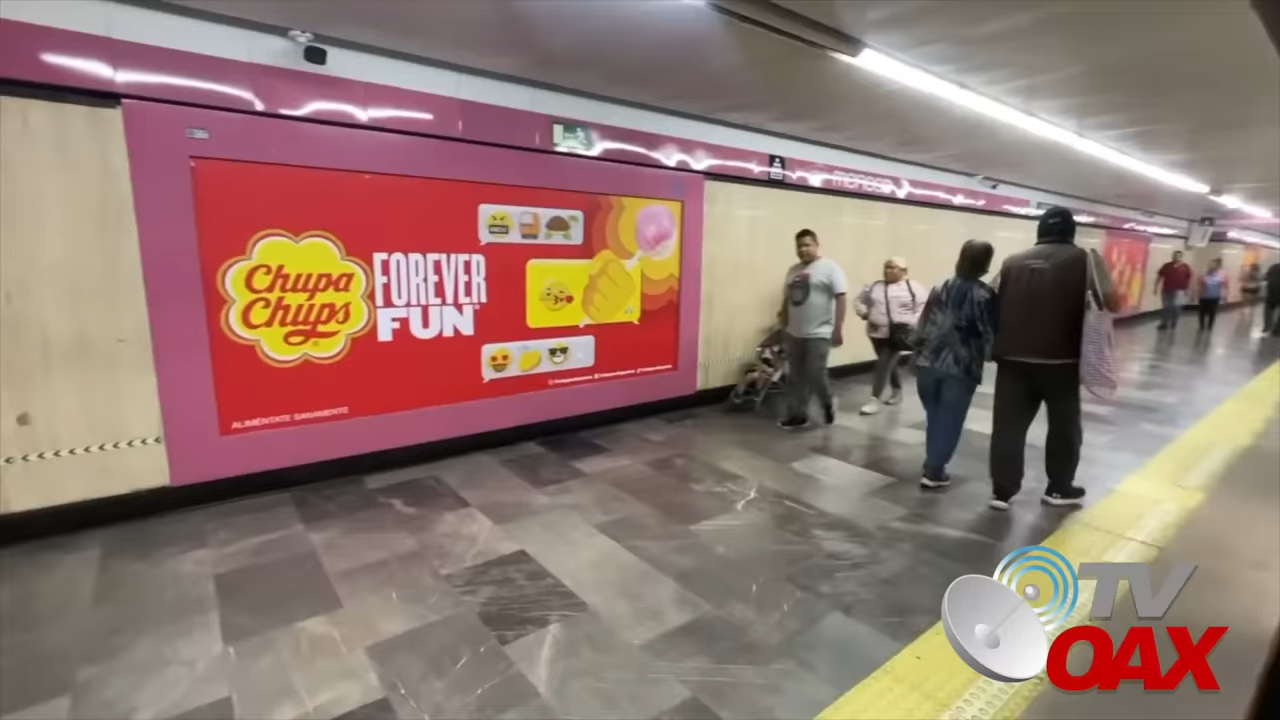 Chupa
Chups
FOREVER
FUN
ALIMÉNTATE SANAMENTE
TV
OAX